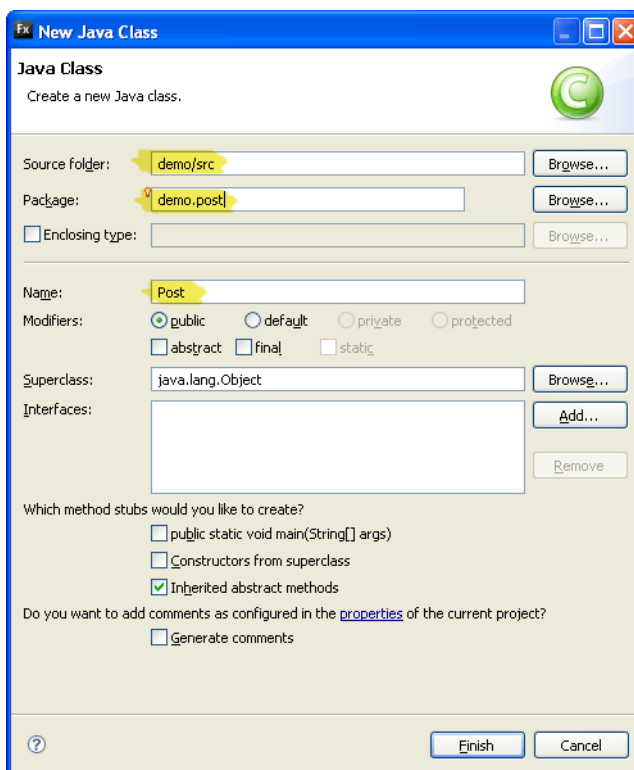 Fx New Java Class
Java Class
Create a new Java class.
C
Source folder: demo/src Browse...
Package: demo.post Browse...
Enclosing type: Browse...
Name: Post
Modifiers: public default private protected
abstract final static
Superclass: java.lang.Object Browse...
Interfaces: Add...
Remove
Which method stubs would you like to create?
public static void main(String[] args)
Constructors from superclass
Inherited abstract methods
Do you want to add comments as configured in the properties of the current project?
Generate comments
? Finish Cancel